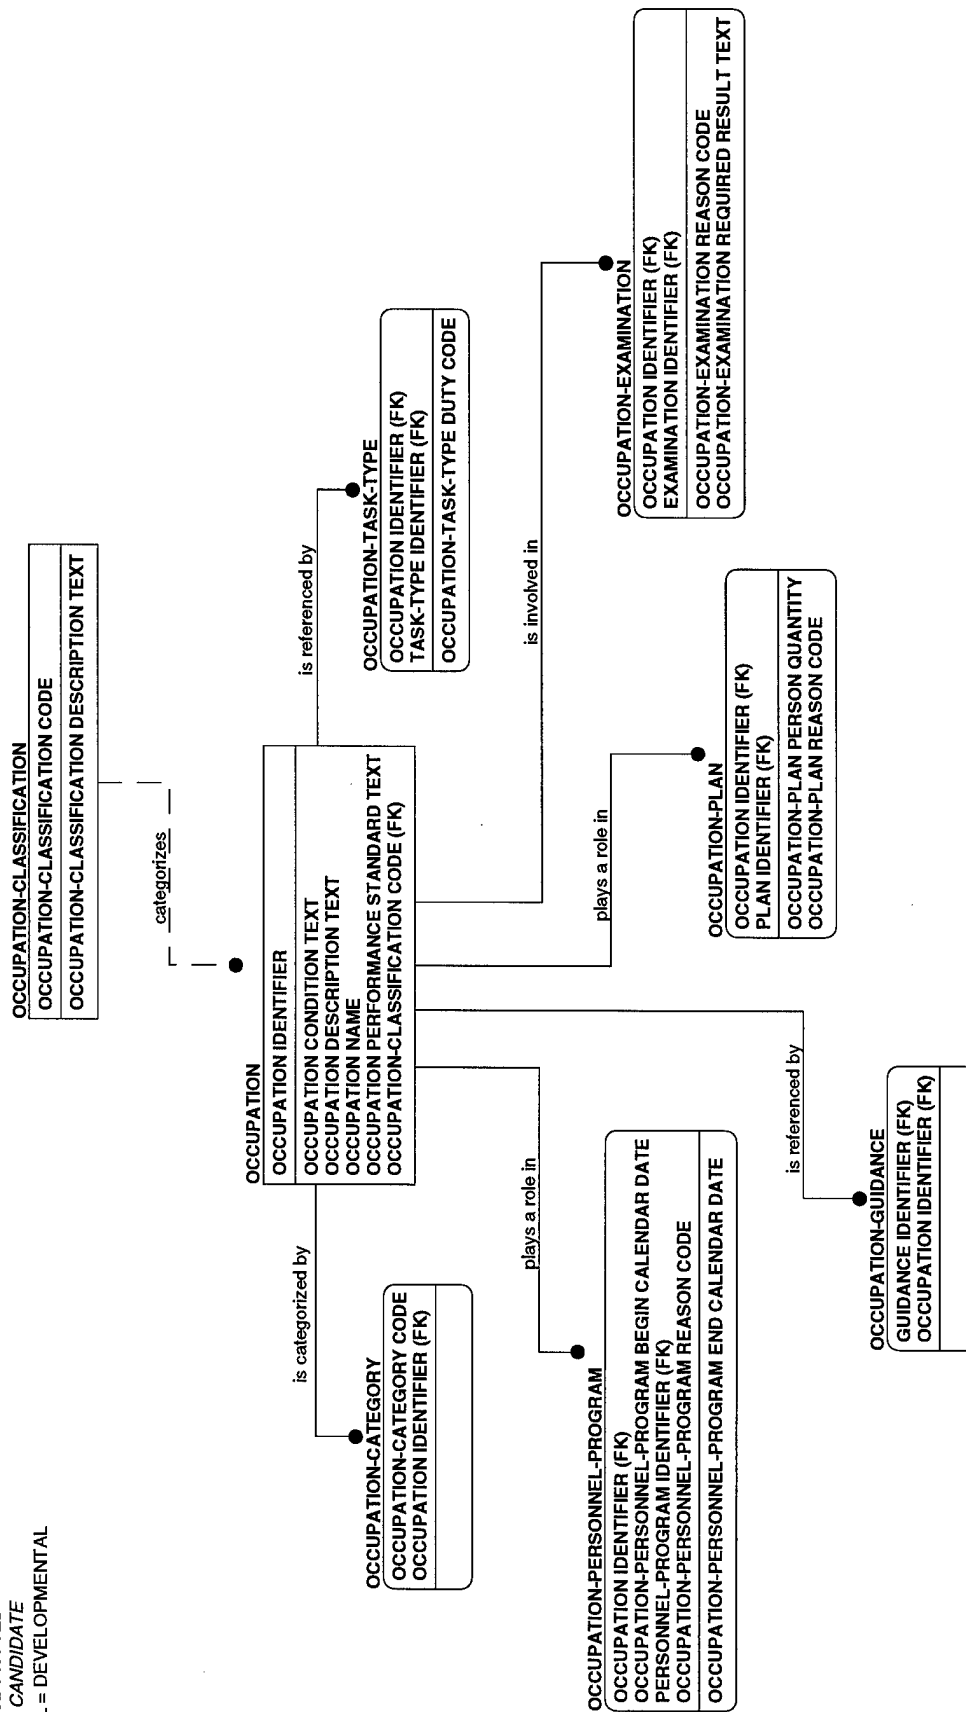 CANDIDATE
= DEVELOPMENTAL
OCCUPATION-CLASSIFICATION
OCCUPATION-CLASSIFICATION CODE
OCCUPATION-CLASSIFICATION DESCRIPTION TEXT
categorizes
OCCUPATION
OCCUPATION IDENTIFIER
OCCUPATION CONDITION TEXT
OCCUPATION DESCRIPTION TEXT
OCCUPATION NAME
OCCUPATION PERFORMANCE STANDARD TEXT
OCCUPATION-CLASSIFICATION CODE (FK)
is categorized by
OCCUPATION-CATEGORY
OCCUPATION-CATEGORY CODE
OCCUPATION IDENTIFIER (FK)
is referenced by
OCCUPATION-TASK-TYPE
OCCUPATION IDENTIFIER (FK)
TASK-TYPE IDENTIFIER (FK)
OCCUPATION-TASK-TYPE DUTY CODE
plays a role in
OCCUPATION-PERSONNEL-PROGRAM
OCCUPATION IDENTIFIER (FK)
OCCUPATION-PERSONNEL-PROGRAM BEGIN CALENDAR DATE
PERSONNEL-PROGRAM IDENTIFIER (FK)
OCCUPATION-PERSONNEL-PROGRAM REASON CODE
OCCUPATION-PERSONNEL-PROGRAM END CALENDAR DATE
is involved in
OCCUPATION-EXAMINATION
OCCUPATION IDENTIFIER (FK)
EXAMINATION IDENTIFIER (FK)
OCCUPATION-EXAMINATION REASON CODE
OCCUPATION-EXAMINATION REQUIRED RESULT TEXT
plays a role in
OCCUPATION-PLAN
OCCUPATION IDENTIFIER (FK)
PLAN IDENTIFIER (FK)
OCCUPATION-PLAN PERSON QUANTITY
OCCUPATION-PLAN REASON CODE
is referenced by
OCCUPATION-GUIDANCE
GUIDANCE IDENTIFIER (FK)
OCCUPATION IDENTIFIER (FK)